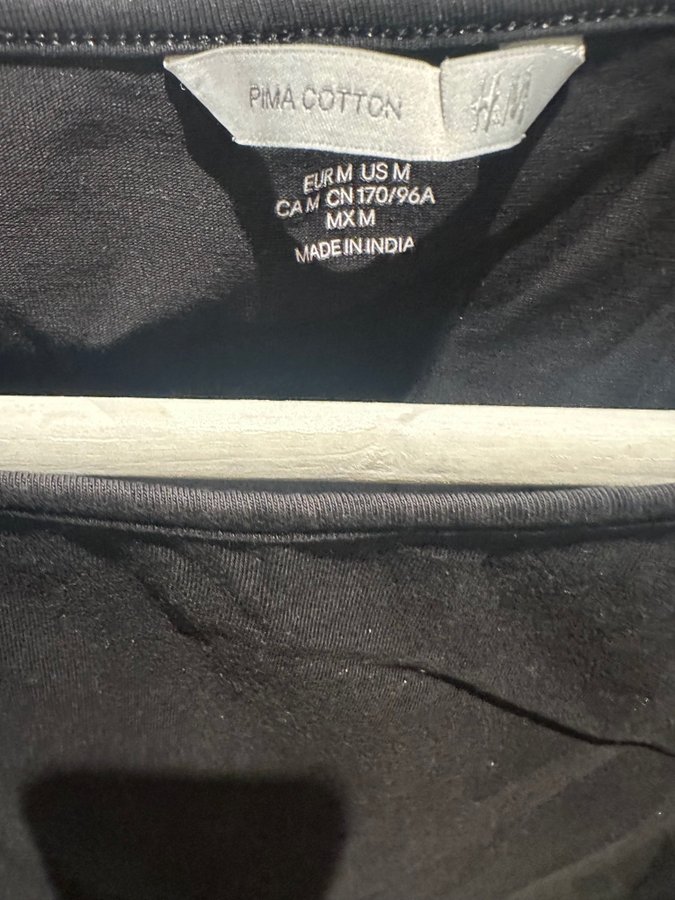 PIMA COTTON H&M
EUR M US M
CA M CN 170/96A
MX M
MADE IN INDIA